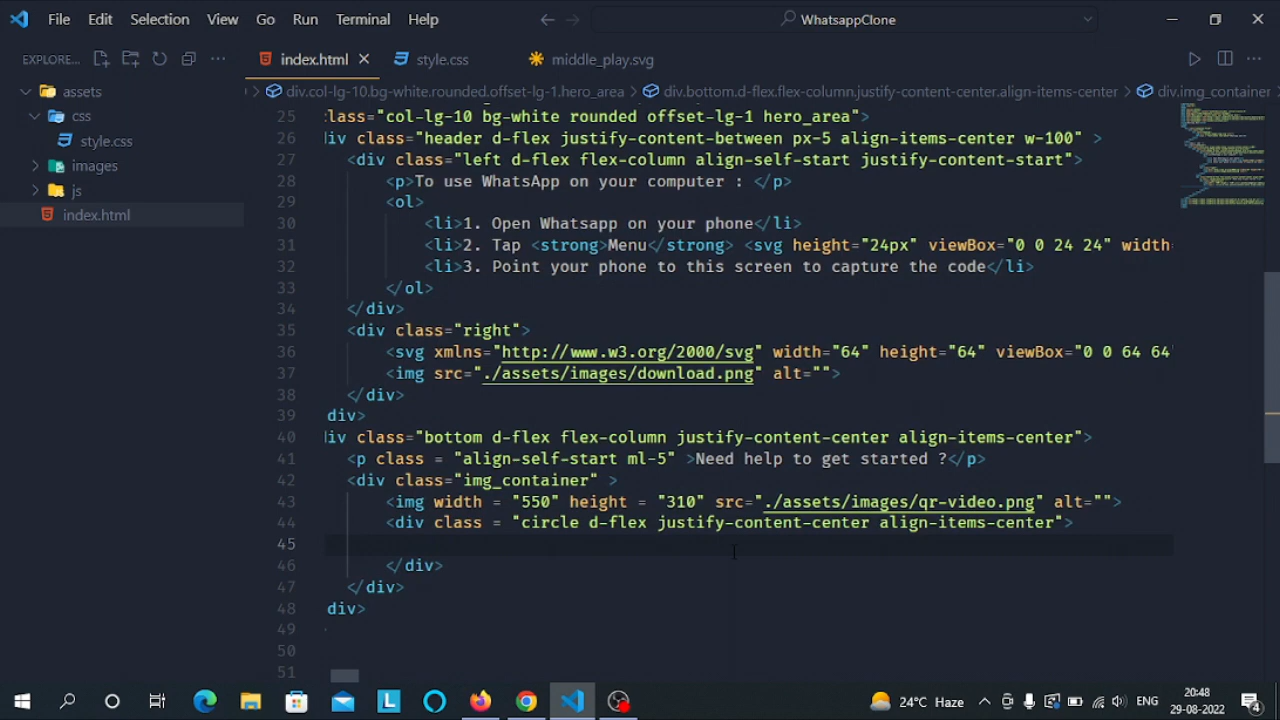 File Edit Selection View Go Run Terminal Help WhatsappClone
EXPLORE... index.html style.css middle_play.svg
assets
css
style.css
images
js
index.html
div.col-lg-10.bg-white.rounded.offset-lg-1.hero_area > div.bottom.d-flex.flex-column.justify-content-center.align-items-center > div.img_container
25 lass="col-lg-10 bg-white rounded offset-lg-1 hero_area">
26 iv class="header d-flex justify-content-between px-5 align-items-center w-100" >
27 <div class="left d-flex flex-column align-self-start justify-content-start">
28 <p>To use WhatsApp on your computer : </p>
29 <ol>
30 <li>1. Open Whatsapp on your phone</li>
31 <li>2. Tap <strong>Menu</strong> <svg height="24px" viewBox="0 0 24 24" width=
32 <li>3. Point your phone to this screen to capture the code</li>
33 </ol>
34 </div>
35 <div class="right">
36 <svg xmlns="http://www.w3.org/2000/svg" width="64" height="64" viewBox="0 0 64 64"
37 <img src="./assets/images/download.png" alt="">
38 </div>
39 div>
40 iv class="bottom d-flex flex-column justify-content-center align-items-center">
41 <p class = "align-self-start ml-5" >Need help to get started ?</p>
42 <div class="img_container" >
43 <img width = "550" height = "310" src="./assets/images/qr-video.png" alt="">
44 <div class = "circle d-flex justify-content-center align-items-center">
45
46 </div>
47 </div>
48 div>
49
50
51
24°C Haze ENG 20:48
29-08-2022
4